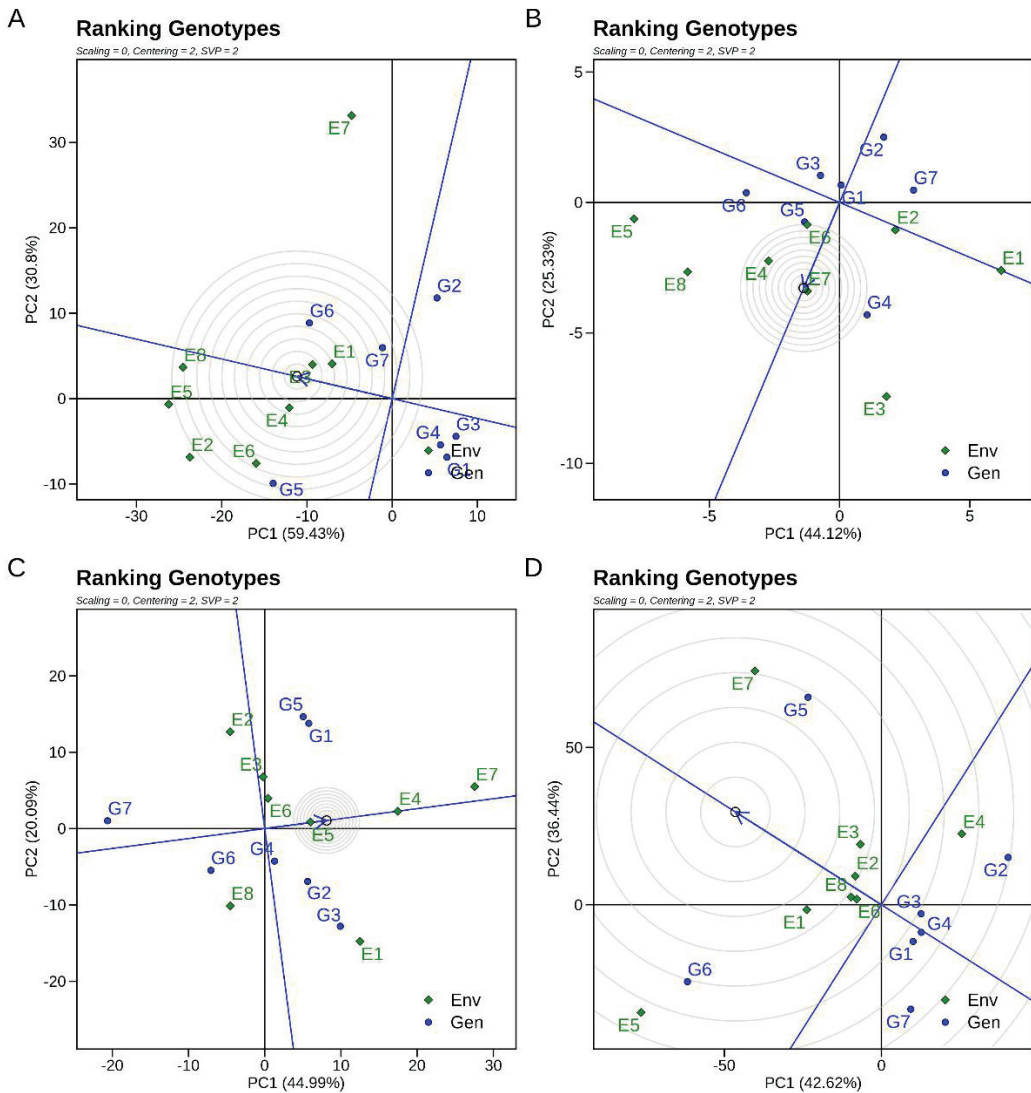 A
Ranking Genotypes
Scaling = 0, Centering = 2, SVP = 2
PC2 (30.8%)
30
20
10
0
-10
E7
G2
G6
G7
E1
E8
E3
E5
E4
E2
E6
G5
G3
G4
G1
Env
Gen
-30
-20
-10
0
10
PC1 (59.43%)
B
Ranking Genotypes
Scaling = 0, Centering = 2, SVP = 2
PC2 (25.33%)
5
0
-5
-10
G2
G3
G7
G1
G6
G5
E2
E5
E6
E1
E4
E7
E8
G4
E3
Env
Gen
-5
0
5
PC1 (44.12%)
C
Ranking Genotypes
Scaling = 0, Centering = 2, SVP = 2
PC2 (20.09%)
20
10
0
-10
-20
G5
E2
G1
E3
E7
E4
G7
E6
E5
G4
G6
G2
E8
G3
E1
Env
Gen
-20
-10
0
10
20
30
PC1 (44.99%)
D
Ranking Genotypes
Scaling = 0, Centering = 2, SVP = 2
PC2 (36.44%)
50
0
E7
G5
E3
E4
E2
G2
E8
G3
E1
E6
G4
G1
G6
E5
G7
Env
Gen
-50
0
PC1 (42.62%)